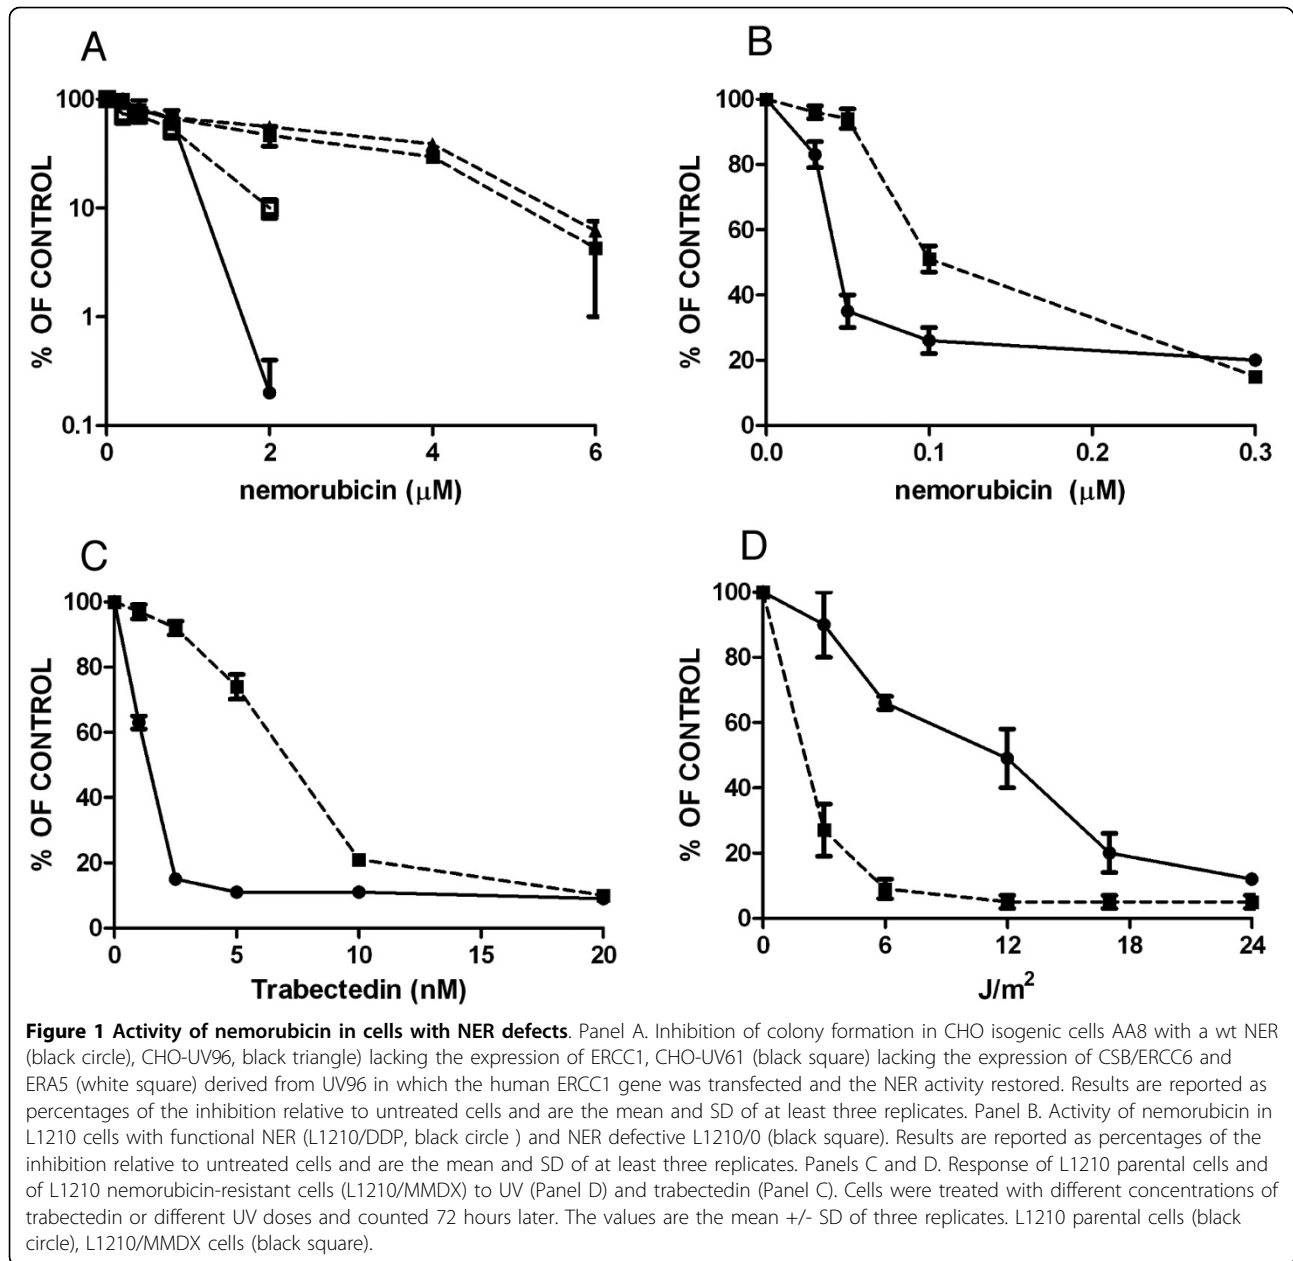 A
B
100
10
1
0.1
% OF CONTROL
0
2
4
6
nemorubicin (μM)
100
80
60
40
20
0
% OF CONTROL
0.0
0.1
0.2
0.3
nemorubicin (μM)
C
D
100
80
60
40
20
0
% OF CONTROL
0
5
10
15
20
Trabectedin (nM)
100
80
60
40
20
0
% OF CONTROL
0
6
12
18
24
J/m²
Figure 1 Activity of nemorubicin in cells with NER defects. Panel A. Inhibition of colony formation in CHO isogenic cells AA8 with a wt NER
(black circle), CHO-UV96, black triangle) lacking the expression of ERCC1, CHO-UV61 (black square) lacking the expression of CSB/ERCC6 and
ERA5 (white square) derived from UV96 in which the human ERCC1 gene was transfected and the NER activity restored. Results are reported as
percentages of the inhibition relative to untreated cells and are the mean and SD of at least three replicates. Panel B. Activity of nemorubicin in
L1210 cells with functional NER (L1210/DDP, black circle ) and NER defective L1210/0 (black square). Results are reported as percentages of the
inhibition relative to untreated cells and are the mean and SD of at least three replicates. Panels C and D. Response of L1210 parental cells and
of L1210 nemorubicin-resistant cells (L1210/MMDX) to UV (Panel D) and trabectedin (Panel C). Cells were treated with different concentrations of
trabectedin or different UV doses and counted 72 hours later. The values are the mean +/- SD of three replicates. L1210 parental cells (black
circle), L1210/MMDX cells (black square).